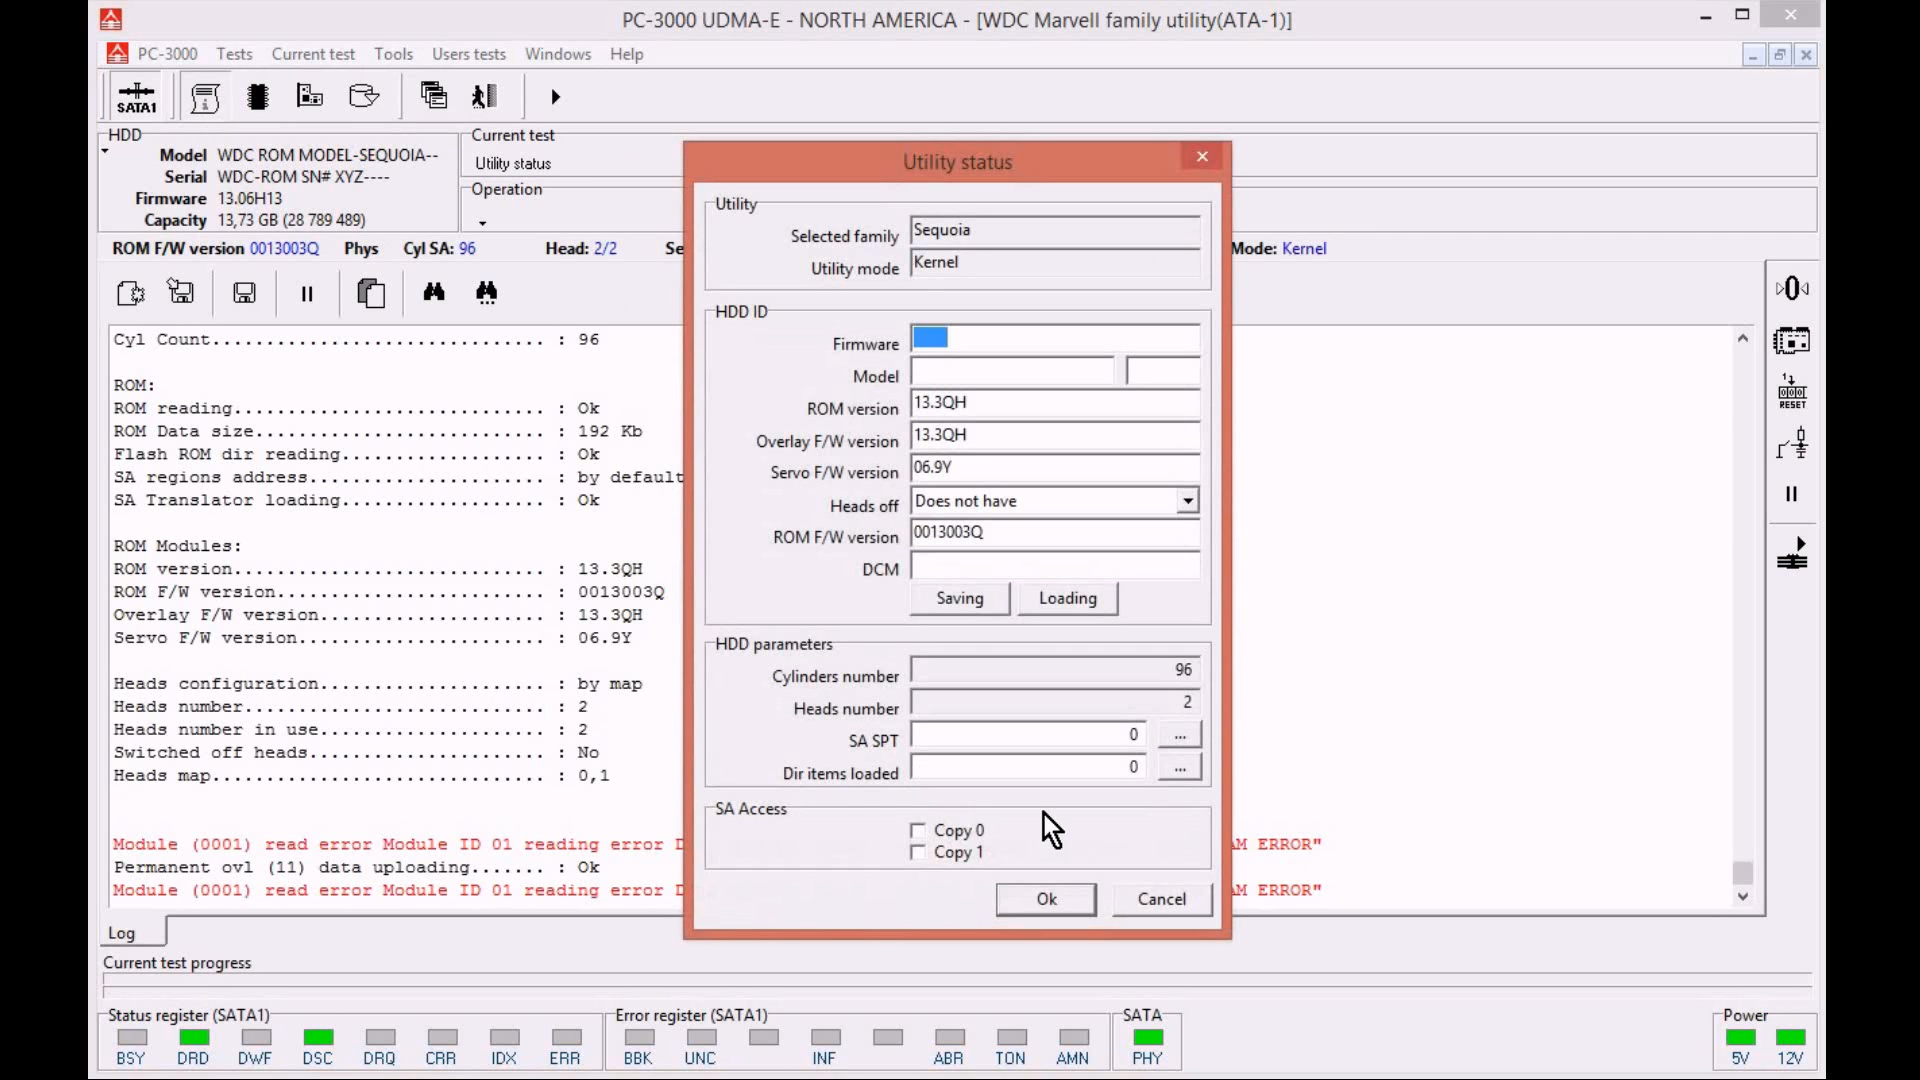 PC-3000 UDMA-E - NORTH AMERICA - [WDC Marvell family utility(ATA-1)]
PC-3000 Tests Current test Tools Users tests Windows Help
SATA1
HDD
Model WDC ROM MODEL-SEQUOIA--
Serial WDC-ROM SN# XYZ----
Firmware 13.06H13
Capacity 13,73 GB (28 789 489)
Current test
Utility status
Operation
ROM F/W version 0013003Q Phys Cyl SA: 96 Head: 2/2 Se Mode: Kernel
RESET
Cyl Count............................... : 96
ROM:
ROM reading............................ : Ok
ROM Data size.......................... : 192 Kb
Flash ROM dir reading.................. : Ok
SA regions address..................... : by default
SA Translator loading.................. : Ok
ROM Modules:
ROM version............................ : 13.3QH
ROM F/W version........................ : 0013003Q
Overlay F/W version.................... : 13.3QH
Servo F/W version...................... : 06.9Y
Heads configuration.................... : by map
Heads number........................... : 2
Heads number in use.................... : 2
Switched off heads..................... : No
Heads map.............................. : 0,1
Module (0001) read error Module ID 01 reading error D AM ERROR"
Permanent ovl (11) data uploading....... : Ok
Module (0001) read error Module ID 01 reading error D AM ERROR"
Log
Utility status
Utility
Selected family Sequoia
Utility mode Kernel
HDD ID
Firmware
Model
ROM version 13.3QH
Overlay F/W version 13.3QH
Servo F/W version 06.9Y
Heads off Does not have
ROM F/W version 0013003Q
DCM
Saving Loading
HDD parameters
Cylinders number 96
Heads number 2
SA SPT 0 ...
Dir items loaded 0 ...
SA Access
Copy 0
Copy 1
Ok Cancel
Current test progress
Status register (SATA1) Error register (SATA1) SATA Power
BSY DRD DWF DSC DRQ CRR IDX ERR BBK UNC INF ABR TON AMN PHY 5V 12V